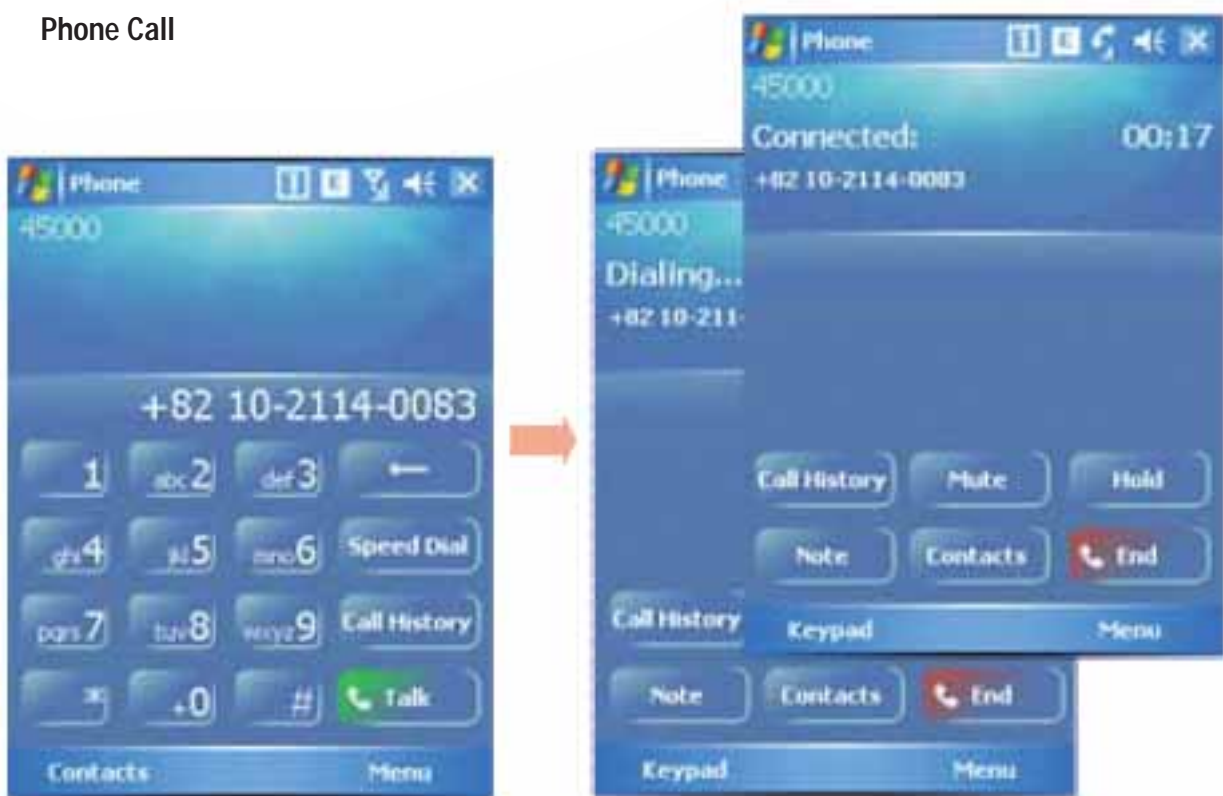 Phone Call
Phone
45000
+82 10-2114-0083
1
abc 2
def 3
ghi 4
jkl 5
mno 6
Speed Dial
pqrs 7
tuv 8
wxyz 9
Call History
*
+0
#
Talk
Contacts
Menu
Phone
45000
Dialing...
+82 10-211-
Call History
Note
Contacts
End
Keypad
Menu
Phone
45000
Connected: 00:17
+82 10-2114-0083
Call History
Mute
Hold
Note
Contacts
End
Keypad
Menu